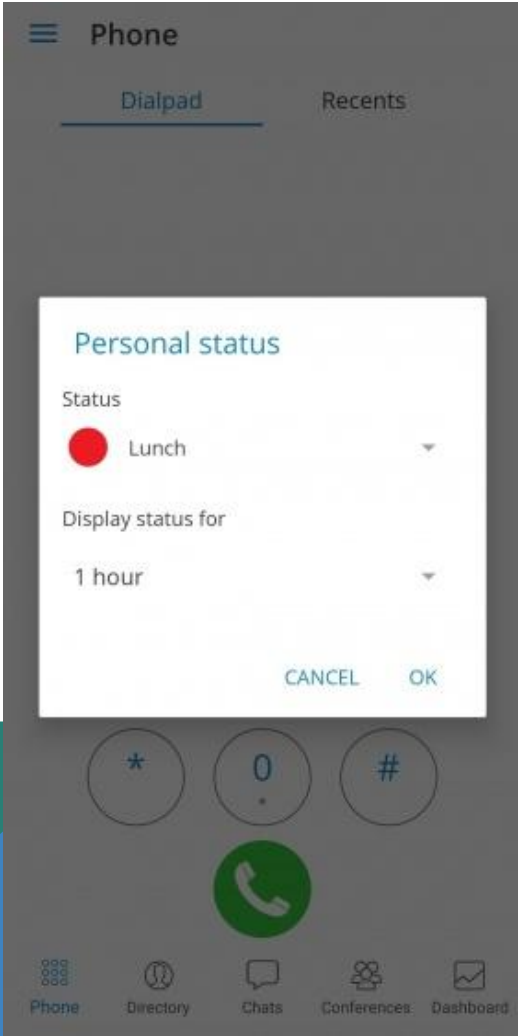 Phone
Dialpad Recents
Personal status
Status
Lunch
Display status for
1 hour
CANCEL OK
* 0 #
Phone Directory Chats Conferences Dashboard